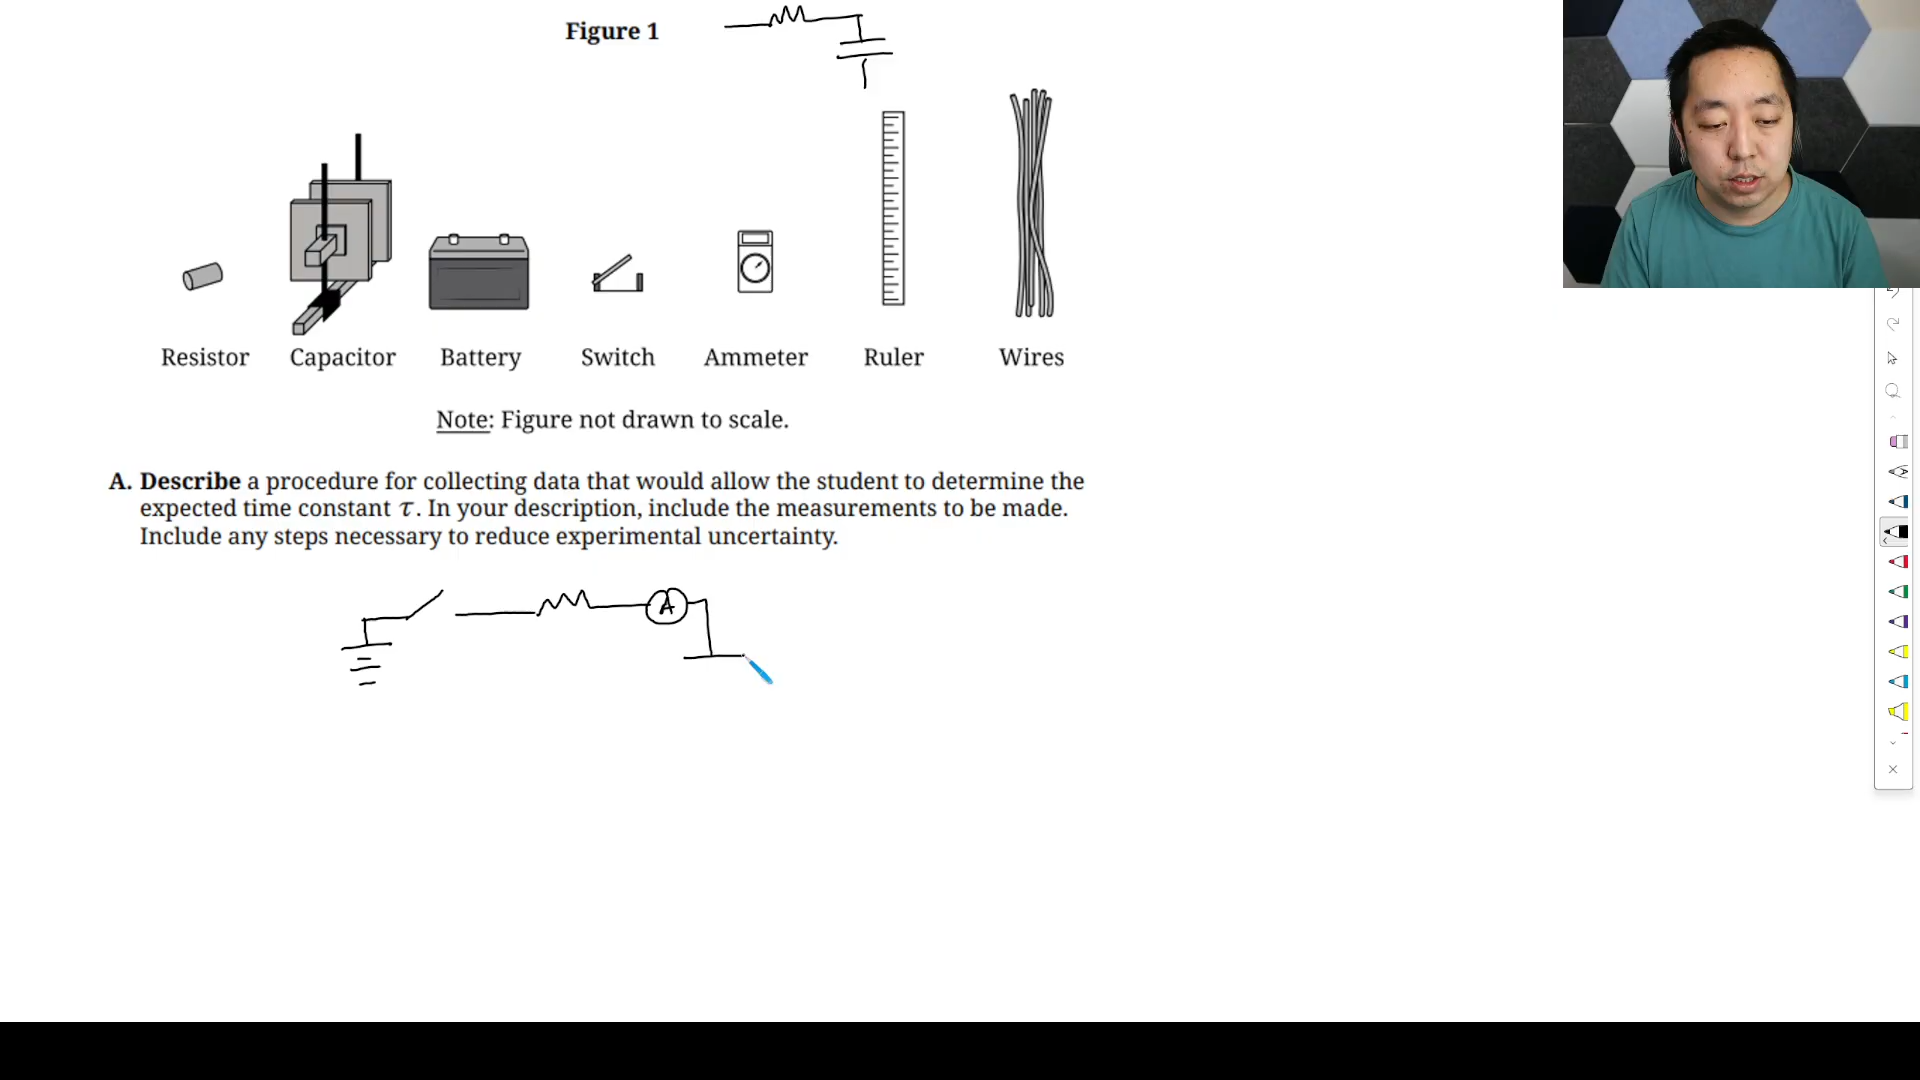 Figure 1
Resistor Capacitor Battery Switch Ammeter Ruler Wires
Note: Figure not drawn to scale.
A. Describe a procedure for collecting data that would allow the student to determine the
expected time constant τ. In your description, include the measurements to be made.
Include any steps necessary to reduce experimental uncertainty.
A